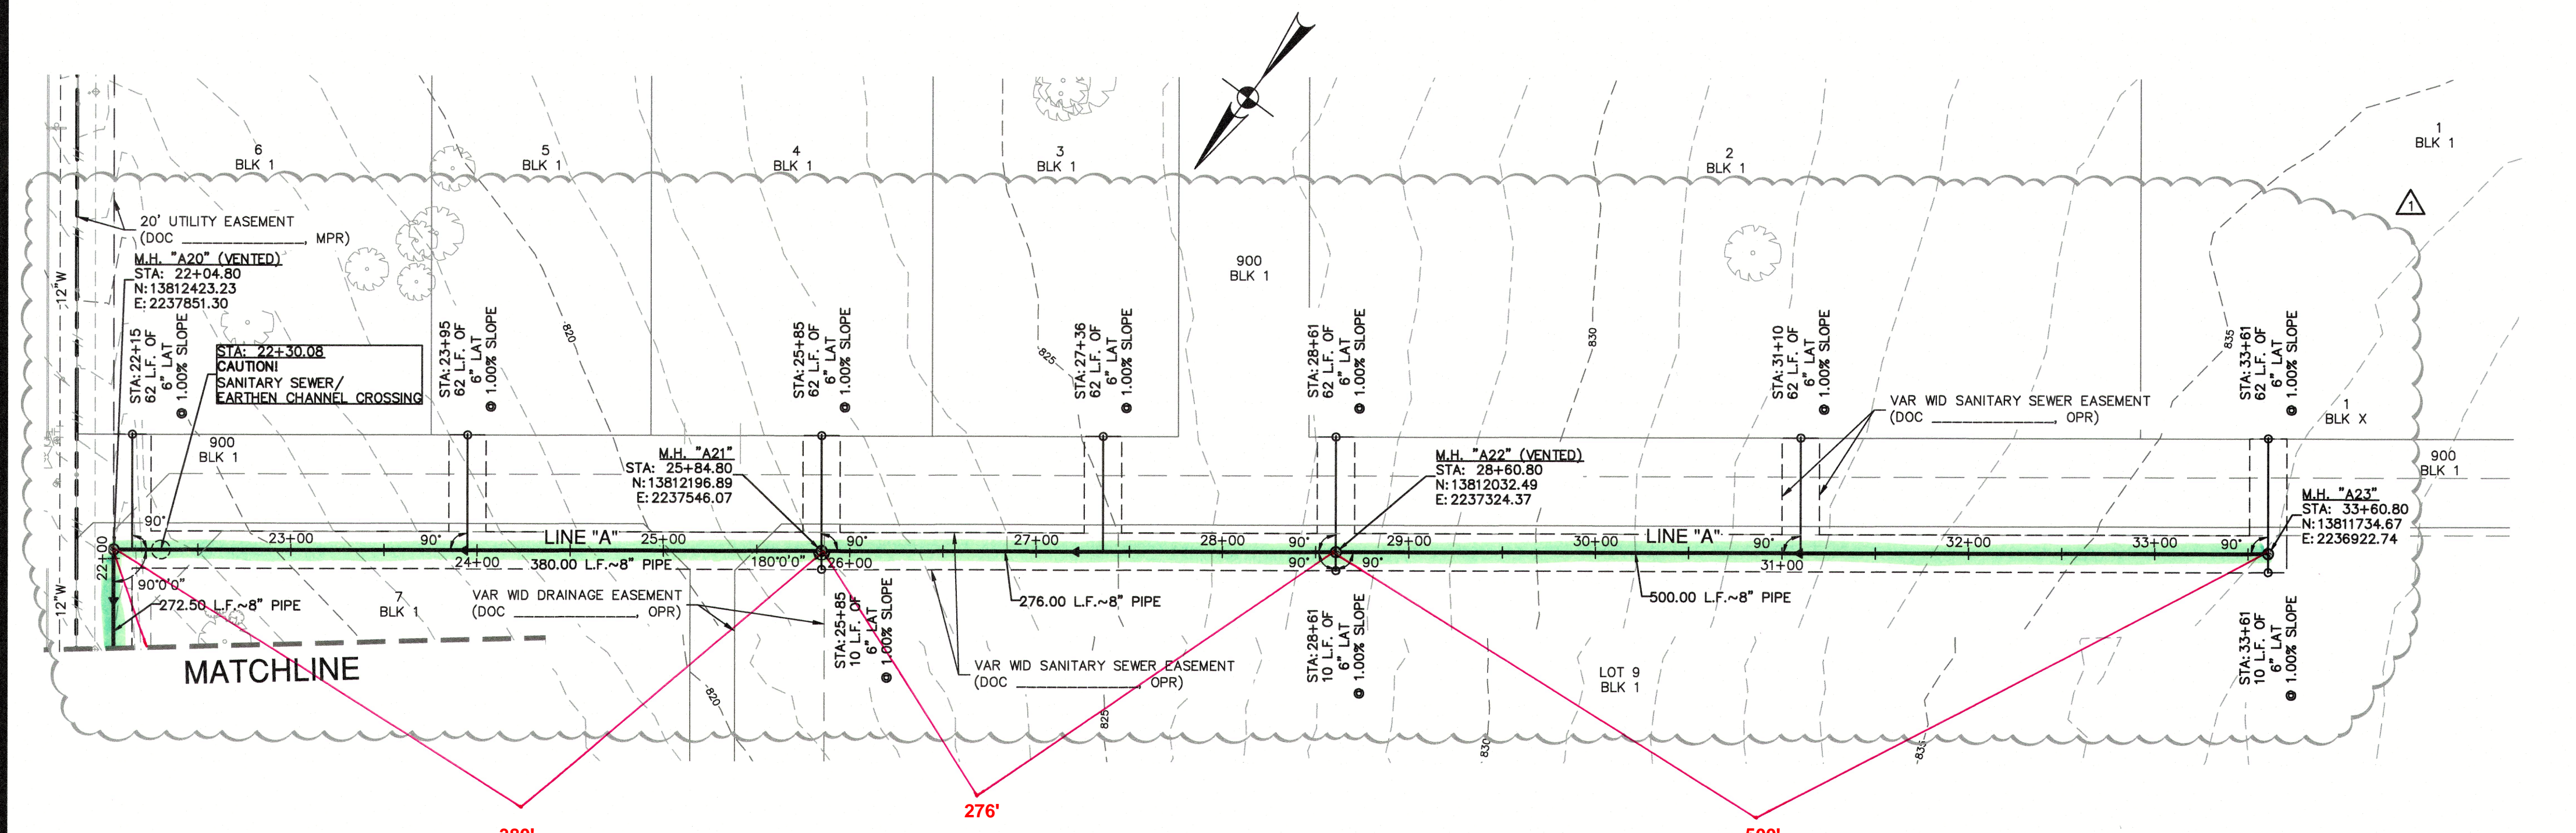 6
BLK 1
5
BLK 1
4
BLK 1
3
BLK 1
2
BLK 1
1
BLK 1
1
20' UTILITY EASEMENT
(DOC ______________, MPR)
M.H. "A20" (VENTED)
STA: 22+04.80
N:13812423.23
E:2237851.30
12"W
STA: 22+30.08
CAUTION!
SANITARY SEWER/
EARTHEN CHANNEL CROSSING
STA:22+15
62 L.F. OF
6" LAT
@ 1.00% SLOPE
STA:23+95
62 L.F. OF
6" LAT
@ 1.00% SLOPE
820
STA:25+85
62 L.F. OF
6" LAT
@ 1.00% SLOPE
825
STA:27+36
62 L.F. OF
6" LAT
@ 1.00% SLOPE
900
BLK 1
STA:28+61
62 L.F. OF
6" LAT
@ 1.00% SLOPE
830
STA:31+10
62 L.F. OF
6" LAT
@ 1.00% SLOPE
VAR WID SANITARY SEWER EASEMENT
(DOC ______________, OPR)
835
STA:33+61
62 L.F. OF
6" LAT
@ 1.00% SLOPE
1
BLK X
900
BLK 1
900
BLK 1
M.H. "A21"
STA: 25+84.80
N:13812196.89
E:2237546.07
M.H. "A22" (VENTED)
STA: 28+60.80
N:13812032.49
E:2237324.37
M.H. "A23"
STA: 33+60.80
N:13811734.67
E:2236922.74
22+00
90°
23+00
90°
LINE "A"
25+00
90°
27+00
28+00
90°
29+00
30+00
LINE "A"
90°
32+00
33+00
90°
24+00
380.00 L.F.~8" PIPE
180°0'0"
26+00
90°
90°
31+00
12"W
90°0'0"
272.50 L.F.~8" PIPE
7
BLK 1
VAR WID DRAINAGE EASEMENT
(DOC ______________, OPR)
276.00 L.F.~8" PIPE
500.00 L.F.~8" PIPE
STA:25+85
10 L.F. OF
6" LAT
@ 1.00% SLOPE
STA:28+61
10 L.F. OF
6" LAT
@ 1.00% SLOPE
STA:33+61
10 L.F. OF
6" LAT
@ 1.00% SLOPE
MATCHLINE
VAR WID SANITARY SEWER EASEMENT
(DOC ______________, OPR)
LOT 9
BLK 1
820
825
830
835
276'